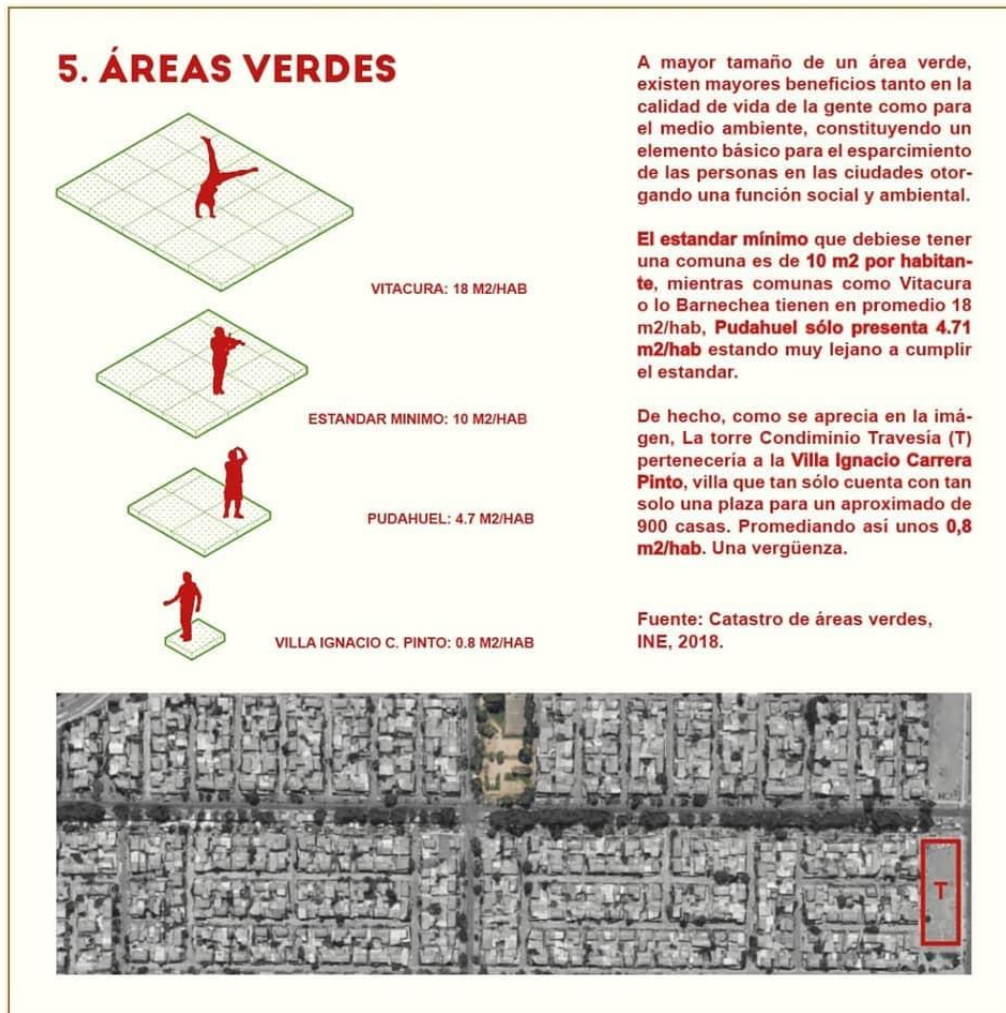 5. ÁREAS VERDES
VITACURA: 18 M2/HAB
ESTANDAR MINIMO: 10 M2/HAB
PUDAHUEL: 4.7 M2/HAB
VILLA IGNACIO C. PINTO: 0.8 M2/HAB
A mayor tamaño de un área verde,
existen mayores beneficios tanto en la
calidad de vida de la gente como para
el medio ambiente, constituyendo un
elemento básico para el esparcimiento
de las personas en las ciudades otor-
gando una función social y ambiental.
El estandar mínimo que debiese tener
una comuna es de 10 m2 por habitan-
te, mientras comunas como Vitacura
o lo Barnechea tienen en promedio 18
m2/hab, Pudahuel sólo presenta 4.71
m2/hab estando muy lejano a cumplir
el estandar.
De hecho, como se aprecia en la imá-
gen, La torre Condiminio Travesía (T)
pertenecería a la Villa Ignacio Carrera
Pinto, villa que tan sólo cuenta con tan
solo una plaza para un aproximado de
900 casas. Promediando así unos 0,8
m2/hab. Una vergüenza.
Fuente: Catastro de áreas verdes,
INE, 2018.
T